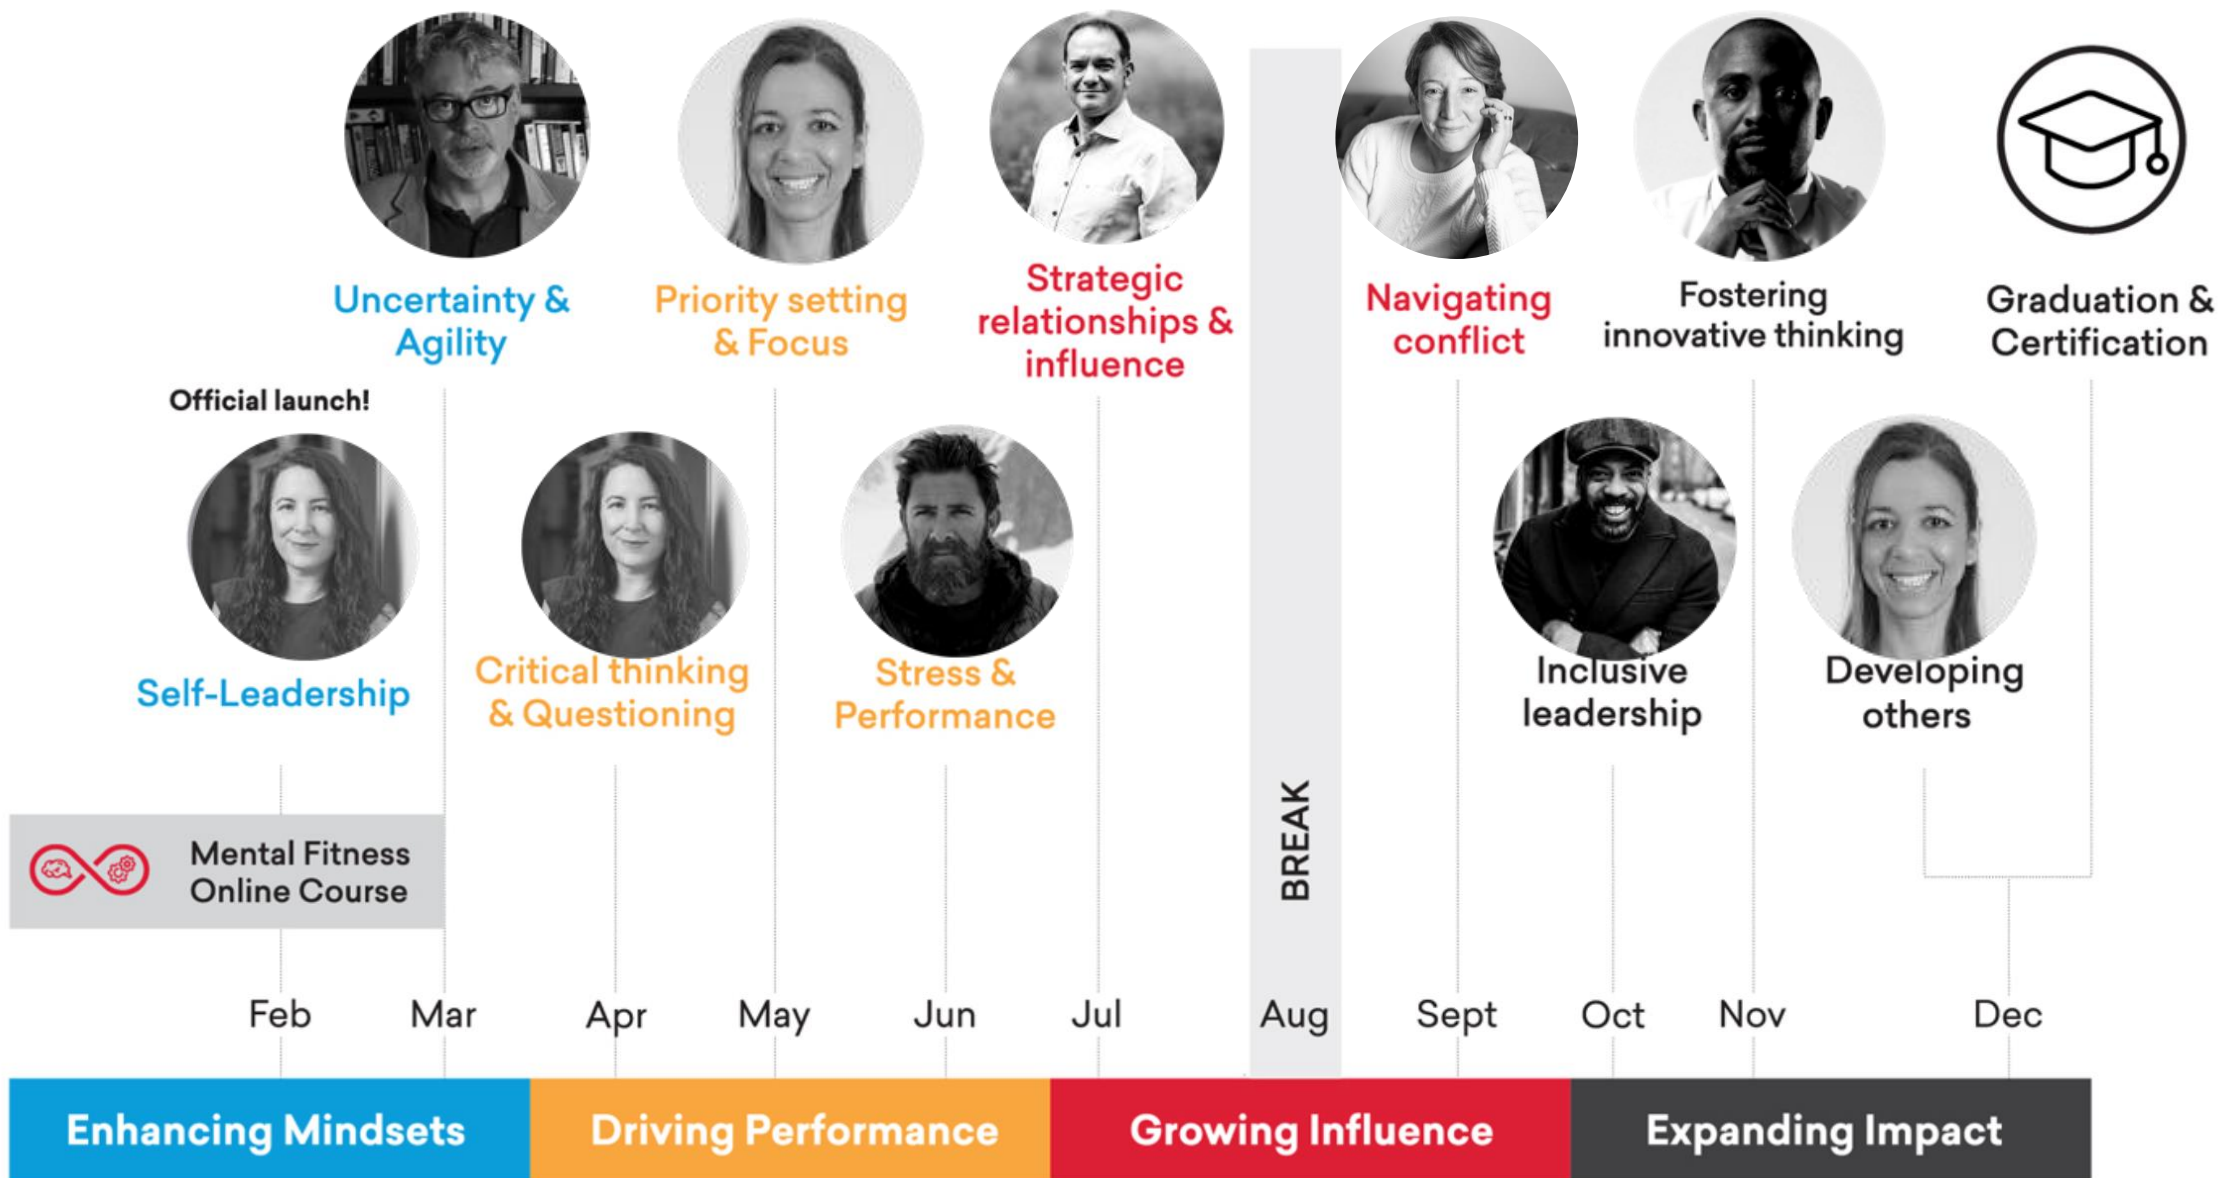 Uncertainty &
Agility
Priority setting
& Focus
Strategic
relationships &
influence
Navigating
conflict
Fostering
innovative thinking
Graduation &
Certification
Official launch!
Self-Leadership
Critical thinking
& Questioning
Stress &
Performance
Inclusive
leadership
Developing
others
Mental Fitness
Online Course
BREAK
Feb
Mar
Apr
May
Jun
Jul
Aug
Sept
Oct
Nov
Dec
Enhancing Mindsets
Driving Performance
Growing Influence
Expanding Impact